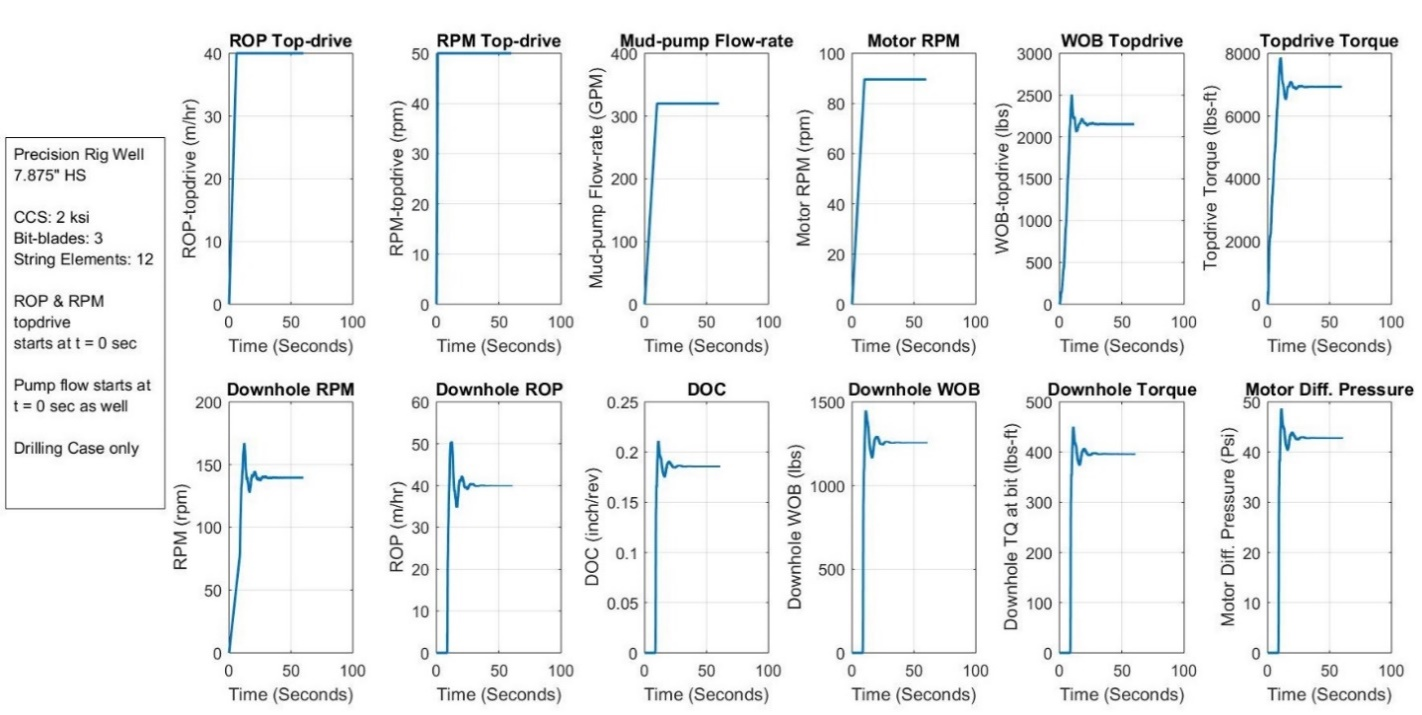 Precision Rig Well
7.875" HS
CCS: 2 ksi
Bit-blades: 3
String Elements: 12
ROP & RPM
topdrive
starts at t = 0 sec
Pump flow starts at
t = 0 sec as well
Drilling Case only
ROP Top-drive
ROP-topdrive (m/hr)
40
30
20
10
0
0 50 100
Time (Seconds)
RPM Top-drive
RPM-topdrive (rpm)
50
40
30
20
10
0
0 50 100
Time (Seconds)
Mud-pump Flow-rate
Mud-pump Flow-rate (GPM)
400
300
200
100
0
0 50 100
Time (Seconds)
Motor RPM
Motor RPM (rpm)
100
80
60
40
20
0
0 50 100
Time (Seconds)
WOB Topdrive
WOB-topdrive (lbs)
3000
2500
2000
1500
1000
500
0
0 50 100
Time (Seconds)
Topdrive Torque
Topdrive Torque (lbs-ft)
8000
6000
4000
2000
0
0 50 100
Time (Seconds)
Downhole RPM
RPM (rpm)
200
150
100
50
0
0 50 100
Time (Seconds)
Downhole ROP
ROP (m/hr)
60
50
40
30
20
10
0
0 50 100
Time (Seconds)
DOC
DOC (inch/rev)
0.25
0.2
0.15
0.1
0.05
0
0 50 100
Time (Seconds)
Downhole WOB
Downhole WOB (lbs)
1500
1000
500
0
0 50 100
Time (Seconds)
Downhole Torque
Downhole TQ at bit (lbs-ft)
500
400
300
200
100
0
0 50 100
Time (Seconds)
Motor Diff. Pressure
Motor Diff. Pressure (Psi)
50
40
30
20
10
0
0 50 100
Time (Seconds)